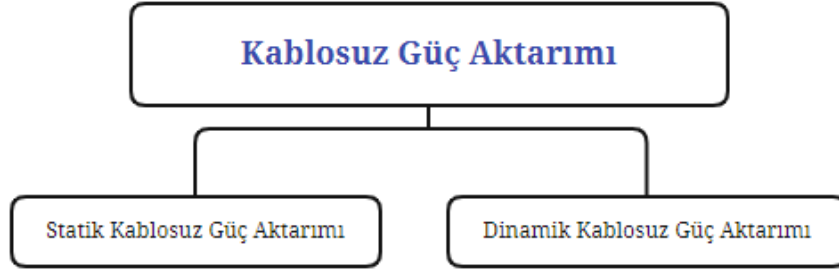 Kablosuz Güç Aktarımı
Statik Kablosuz Güç Aktarımı
Dinamik Kablosuz Güç Aktarımı